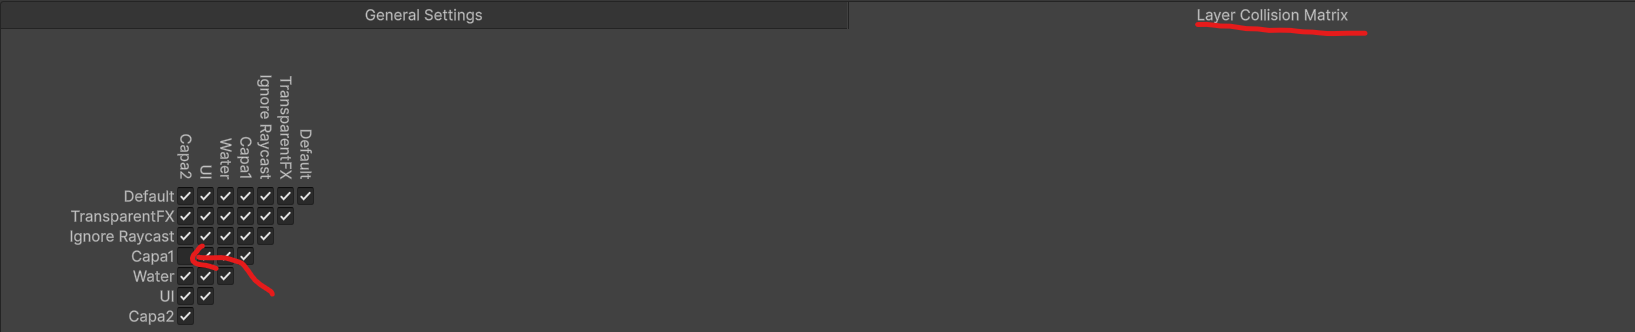 General Settings
Layer Collision Matrix
Capa2
UI
Water
Capa1
Ignore Raycast
TransparentFX
Default
Default
TransparentFX
Ignore Raycast
Capa1
Water
UI
Capa2